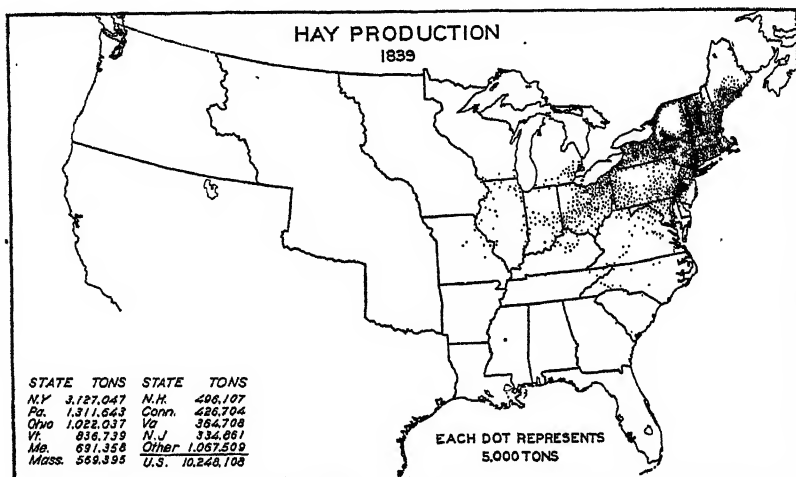 HAY PRODUCTION
1839
STATE TONS STATE TONS
N.Y 3,127,047 N.H. 496,107
Pa. 1,311,643 Conn. 426,704
Ohio 1,022,037 Va 364,708
Vt. 836,739 N.J 334,861
Me. 691,358 Other 1,067,509
Mass. 569,395 U.S. 10,248,108
EACH DOT REPRESENTS
5,000 TONS